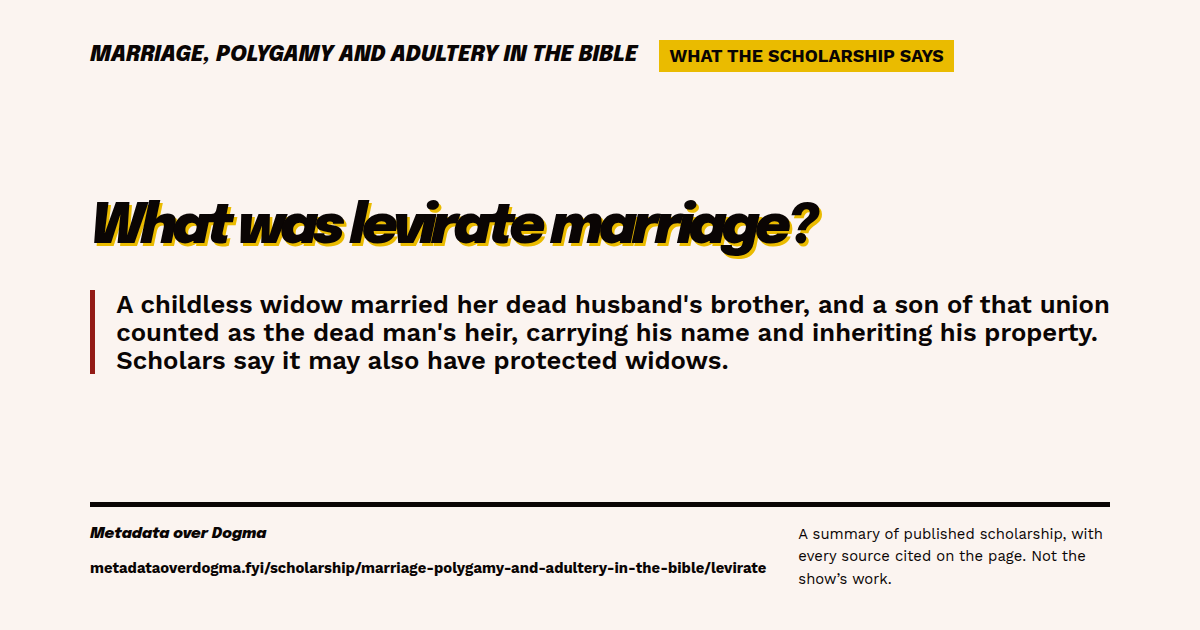 MARRIAGE, POLYGAMY AND ADULTERY IN THE BIBLE
WHAT THE SCHOLARSHIP SAYS
What was levirate marriage?
A childless widow married her dead husband's brother, and a son of that union
counted as the dead man's heir, carrying his name and inheriting his property.
Scholars say it may also have protected widows.
Metadata over Dogma
metadataoverdogma.fyi/scholarship/marriage-polygamy-and-adultery-in-the-bible/levirate
A summary of published scholarship, with
every source cited on the page. Not the
show’s work.